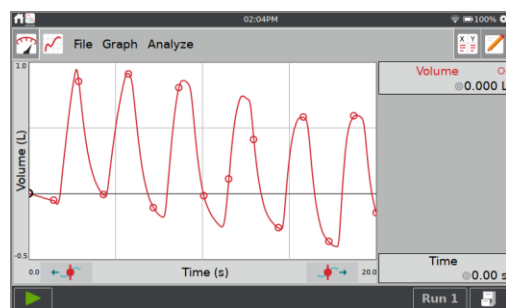 02:04PM
100%
File Graph Analyze
X Y
1.0
Volume (L)
-0.5
0.0
Time (s)
20.0
Volume
0.000 L
Time
0.00 s
Run 1